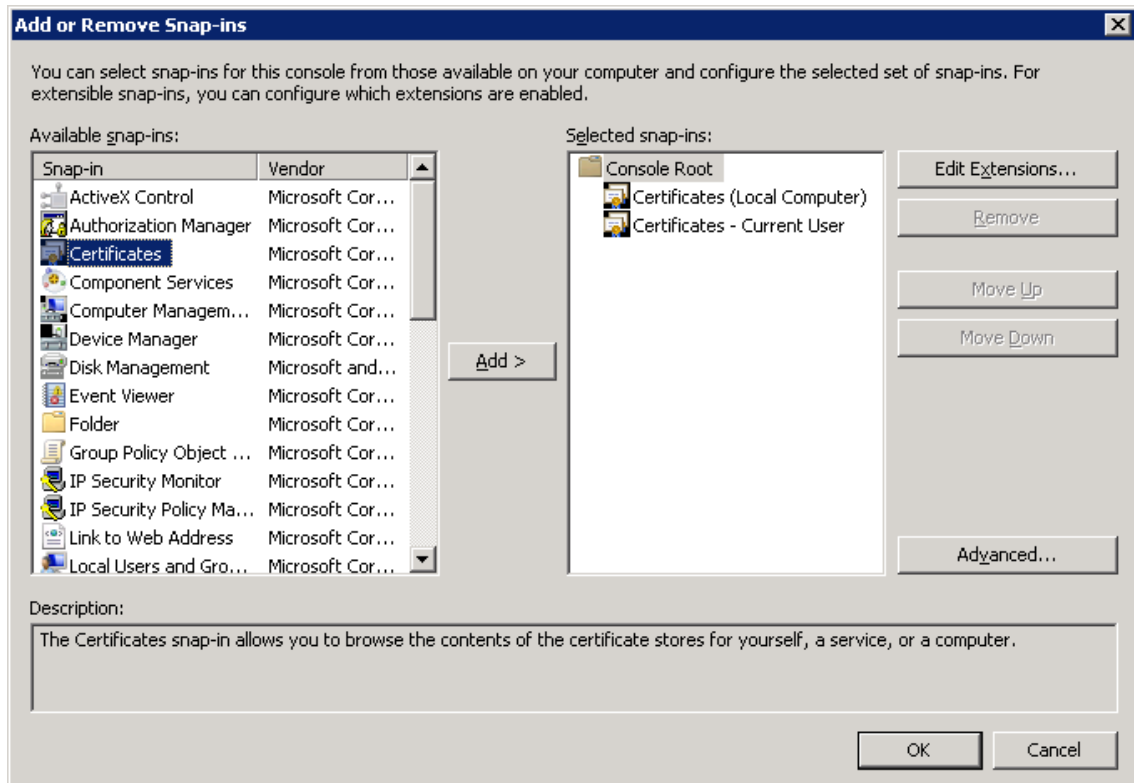 Add or Remove Snap-ins
You can select snap-ins for this console from those available on your computer and configure the selected set of snap-ins. For
extensible snap-ins, you can configure which extensions are enabled.
Available snap-ins:
Snap-in Vendor
ActiveX Control Microsoft Cor...
Authorization Manager Microsoft Cor...
Certificates Microsoft Cor...
Component Services Microsoft Cor...
Computer Managem... Microsoft Cor...
Device Manager Microsoft Cor...
Disk Management Microsoft and...
Event Viewer Microsoft Cor...
Folder Microsoft Cor...
Group Policy Object ... Microsoft Cor...
IP Security Monitor Microsoft Cor...
IP Security Policy Ma... Microsoft Cor...
Link to Web Address Microsoft Cor...
Local Users and Gro... Microsoft Cor...
Add >
Selected snap-ins:
Console Root
Certificates (Local Computer)
Certificates - Current User
Edit Extensions...
Remove
Move Up
Move Down
Advanced...
Description:
The Certificates snap-in allows you to browse the contents of the certificate stores for yourself, a service, or a computer.
OK
Cancel